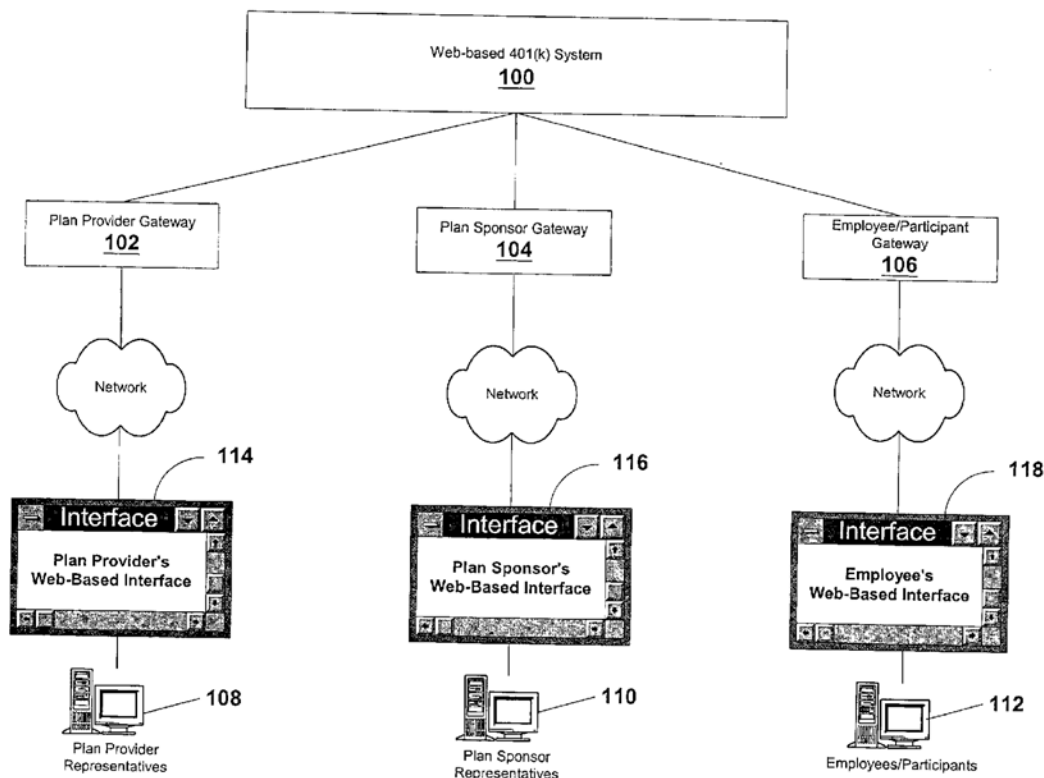 Web-based 401(k) System
100
Plan Provider Gateway
102
Plan Sponsor Gateway
104
Employee/Participant
Gateway
106
Network
Network
Network
114
116
118
Interface
Plan Provider's
Web-Based Interface
Interface
Plan Sponsor's
Web-Based Interface
Interface
Employee's
Web-Based Interface
108
Plan Provider
Representatives
110
Plan Sponsor
Representatives
112
Employees/Participants